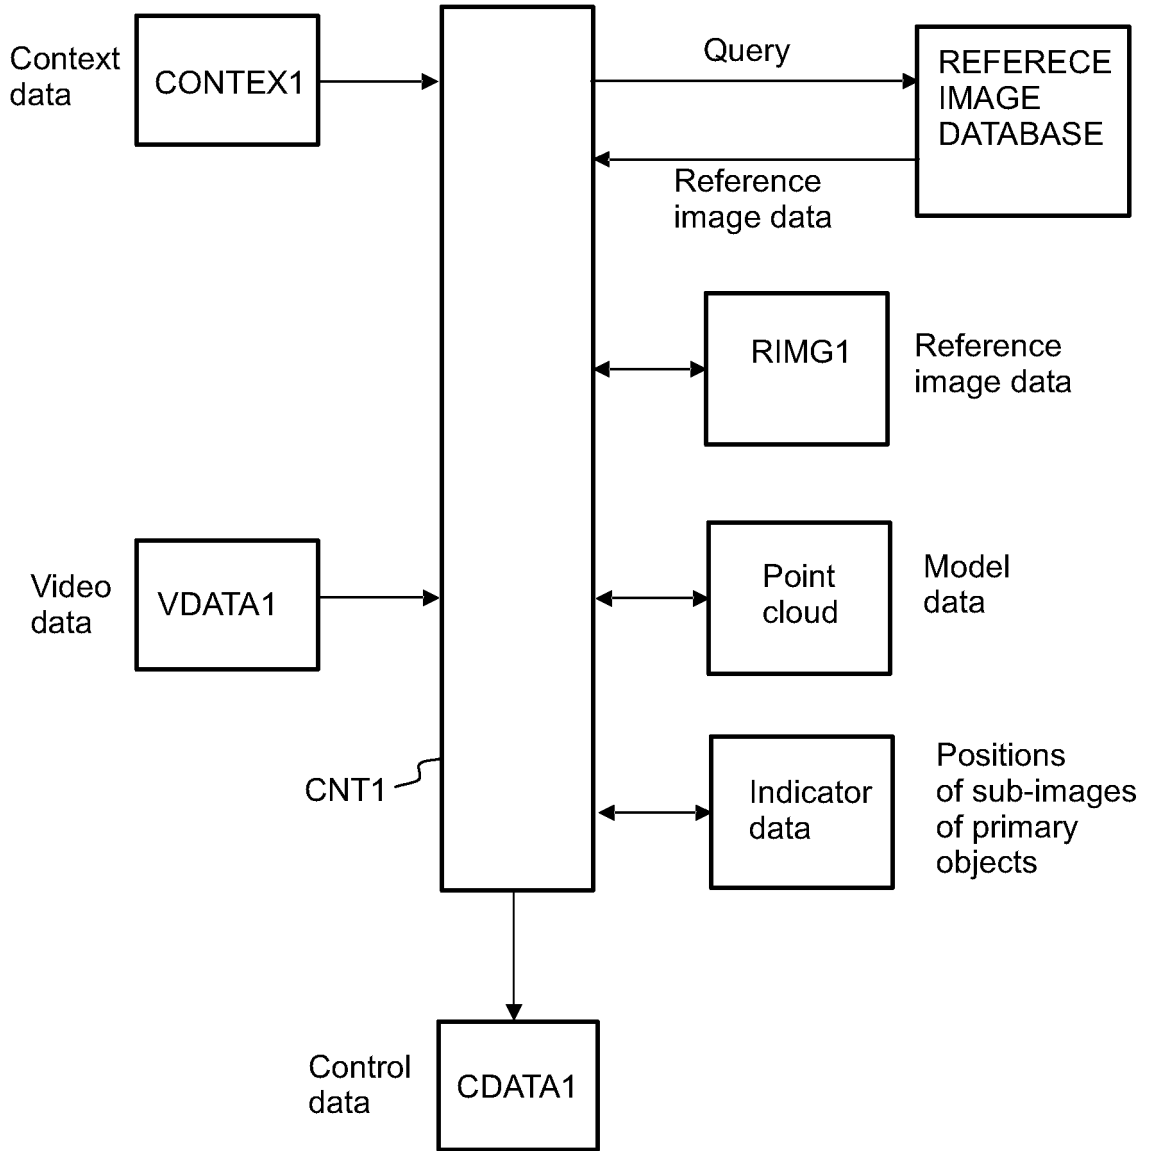 Context
data
CONTEX1
Query
REFERECE
IMAGE
DATABASE
Reference
image data
RIMG1
Reference
image data
Video
data
VDATA1
Point
cloud
Model
data
CNT1
Indicator
data
Positions
of sub-images
of primary
objects
Control
data
CDATA1